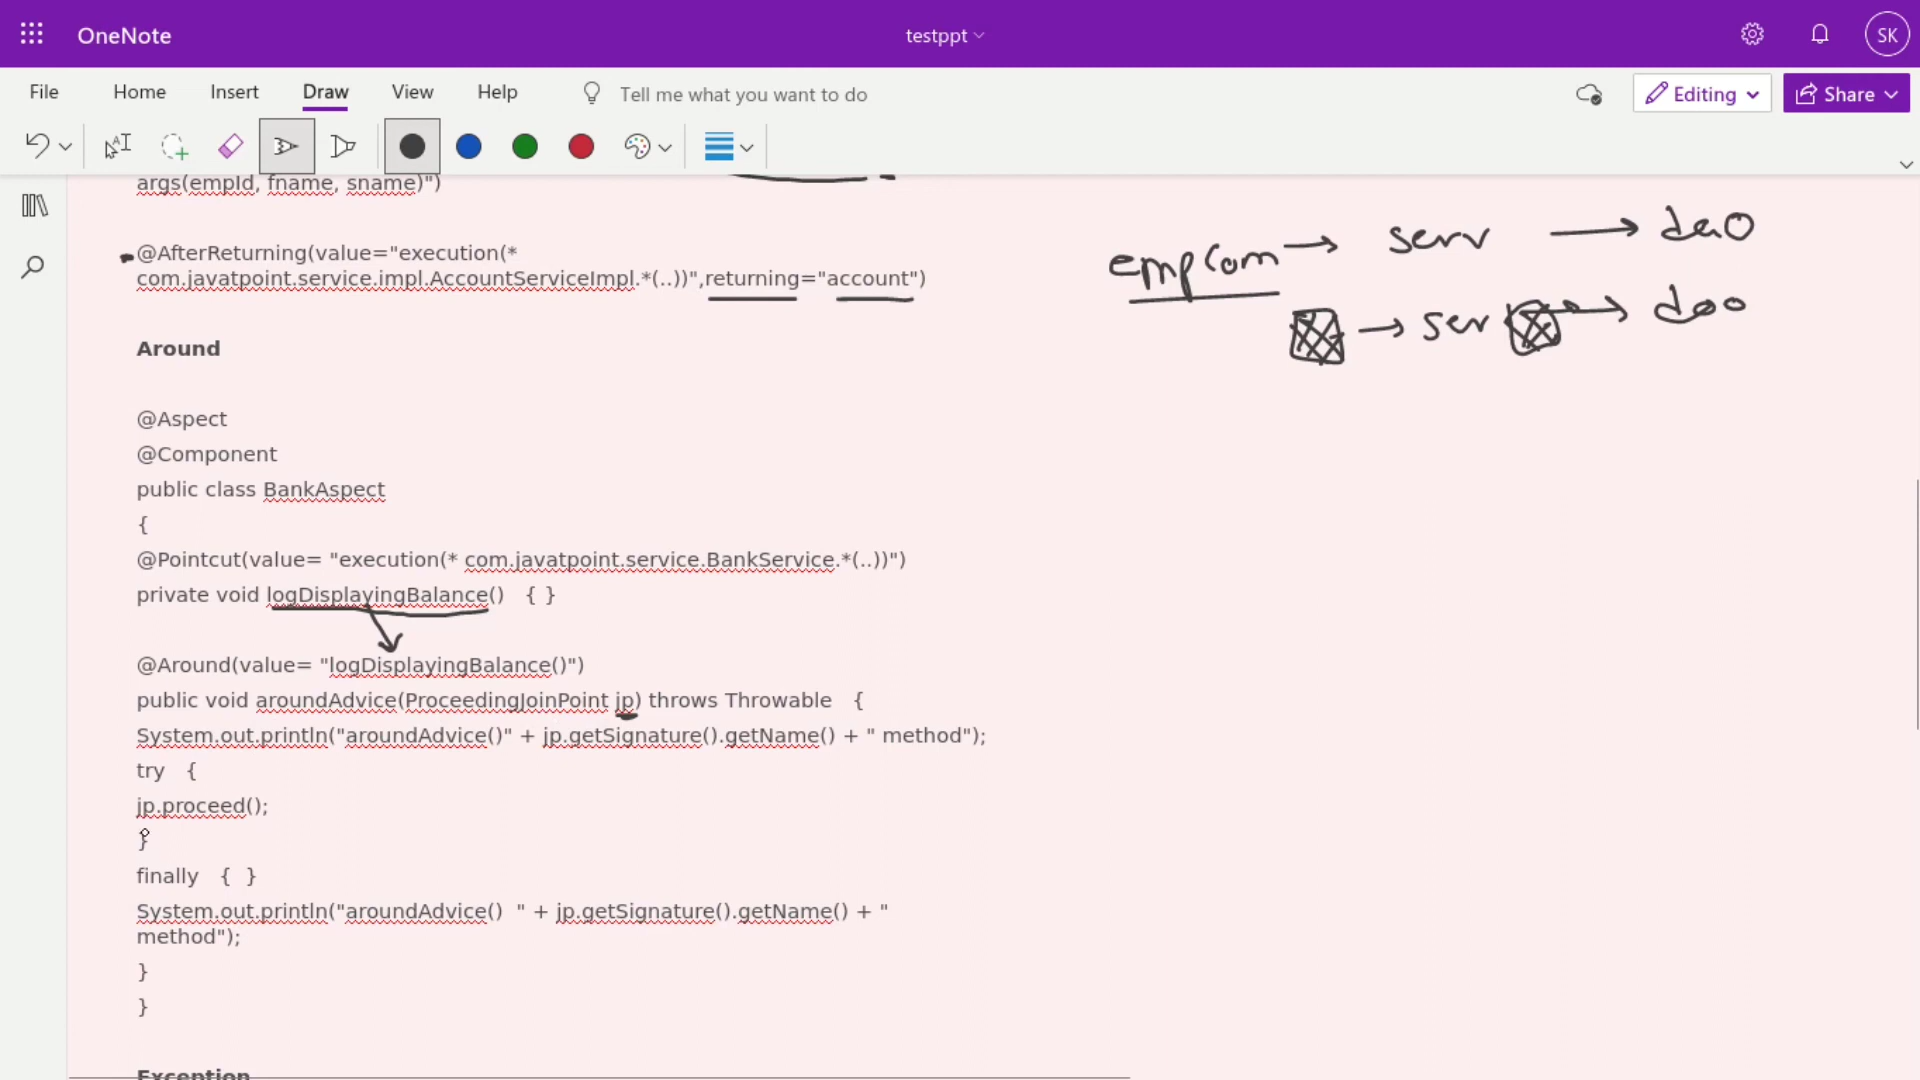 OneNote
testppt
SK
File Home Insert Draw View Help Tell me what you want to do
Editing Share
args(empId, fname, sname)")
@AfterReturning(value="execution(*
com.javatpoint.service.impl.AccountServiceImpl.*(..))",returning="account")
Around
@Aspect
@Component
public class BankAspect
{
@Pointcut(value= "execution(* com.javatpoint.service.BankService.*(..))")
private void logDisplayingBalance() { }
@Around(value= "logDisplayingBalance()")
public void aroundAdvice(ProceedingJoinPoint jp) throws Throwable {
System.out.println("aroundAdvice()" + jp.getSignature().getName() + " method");
try {
jp.proceed();
}
finally { }
System.out.println("aroundAdvice() " + jp.getSignature().getName() + "
method");
}
}
Exception
empCom serv dao
ser dao